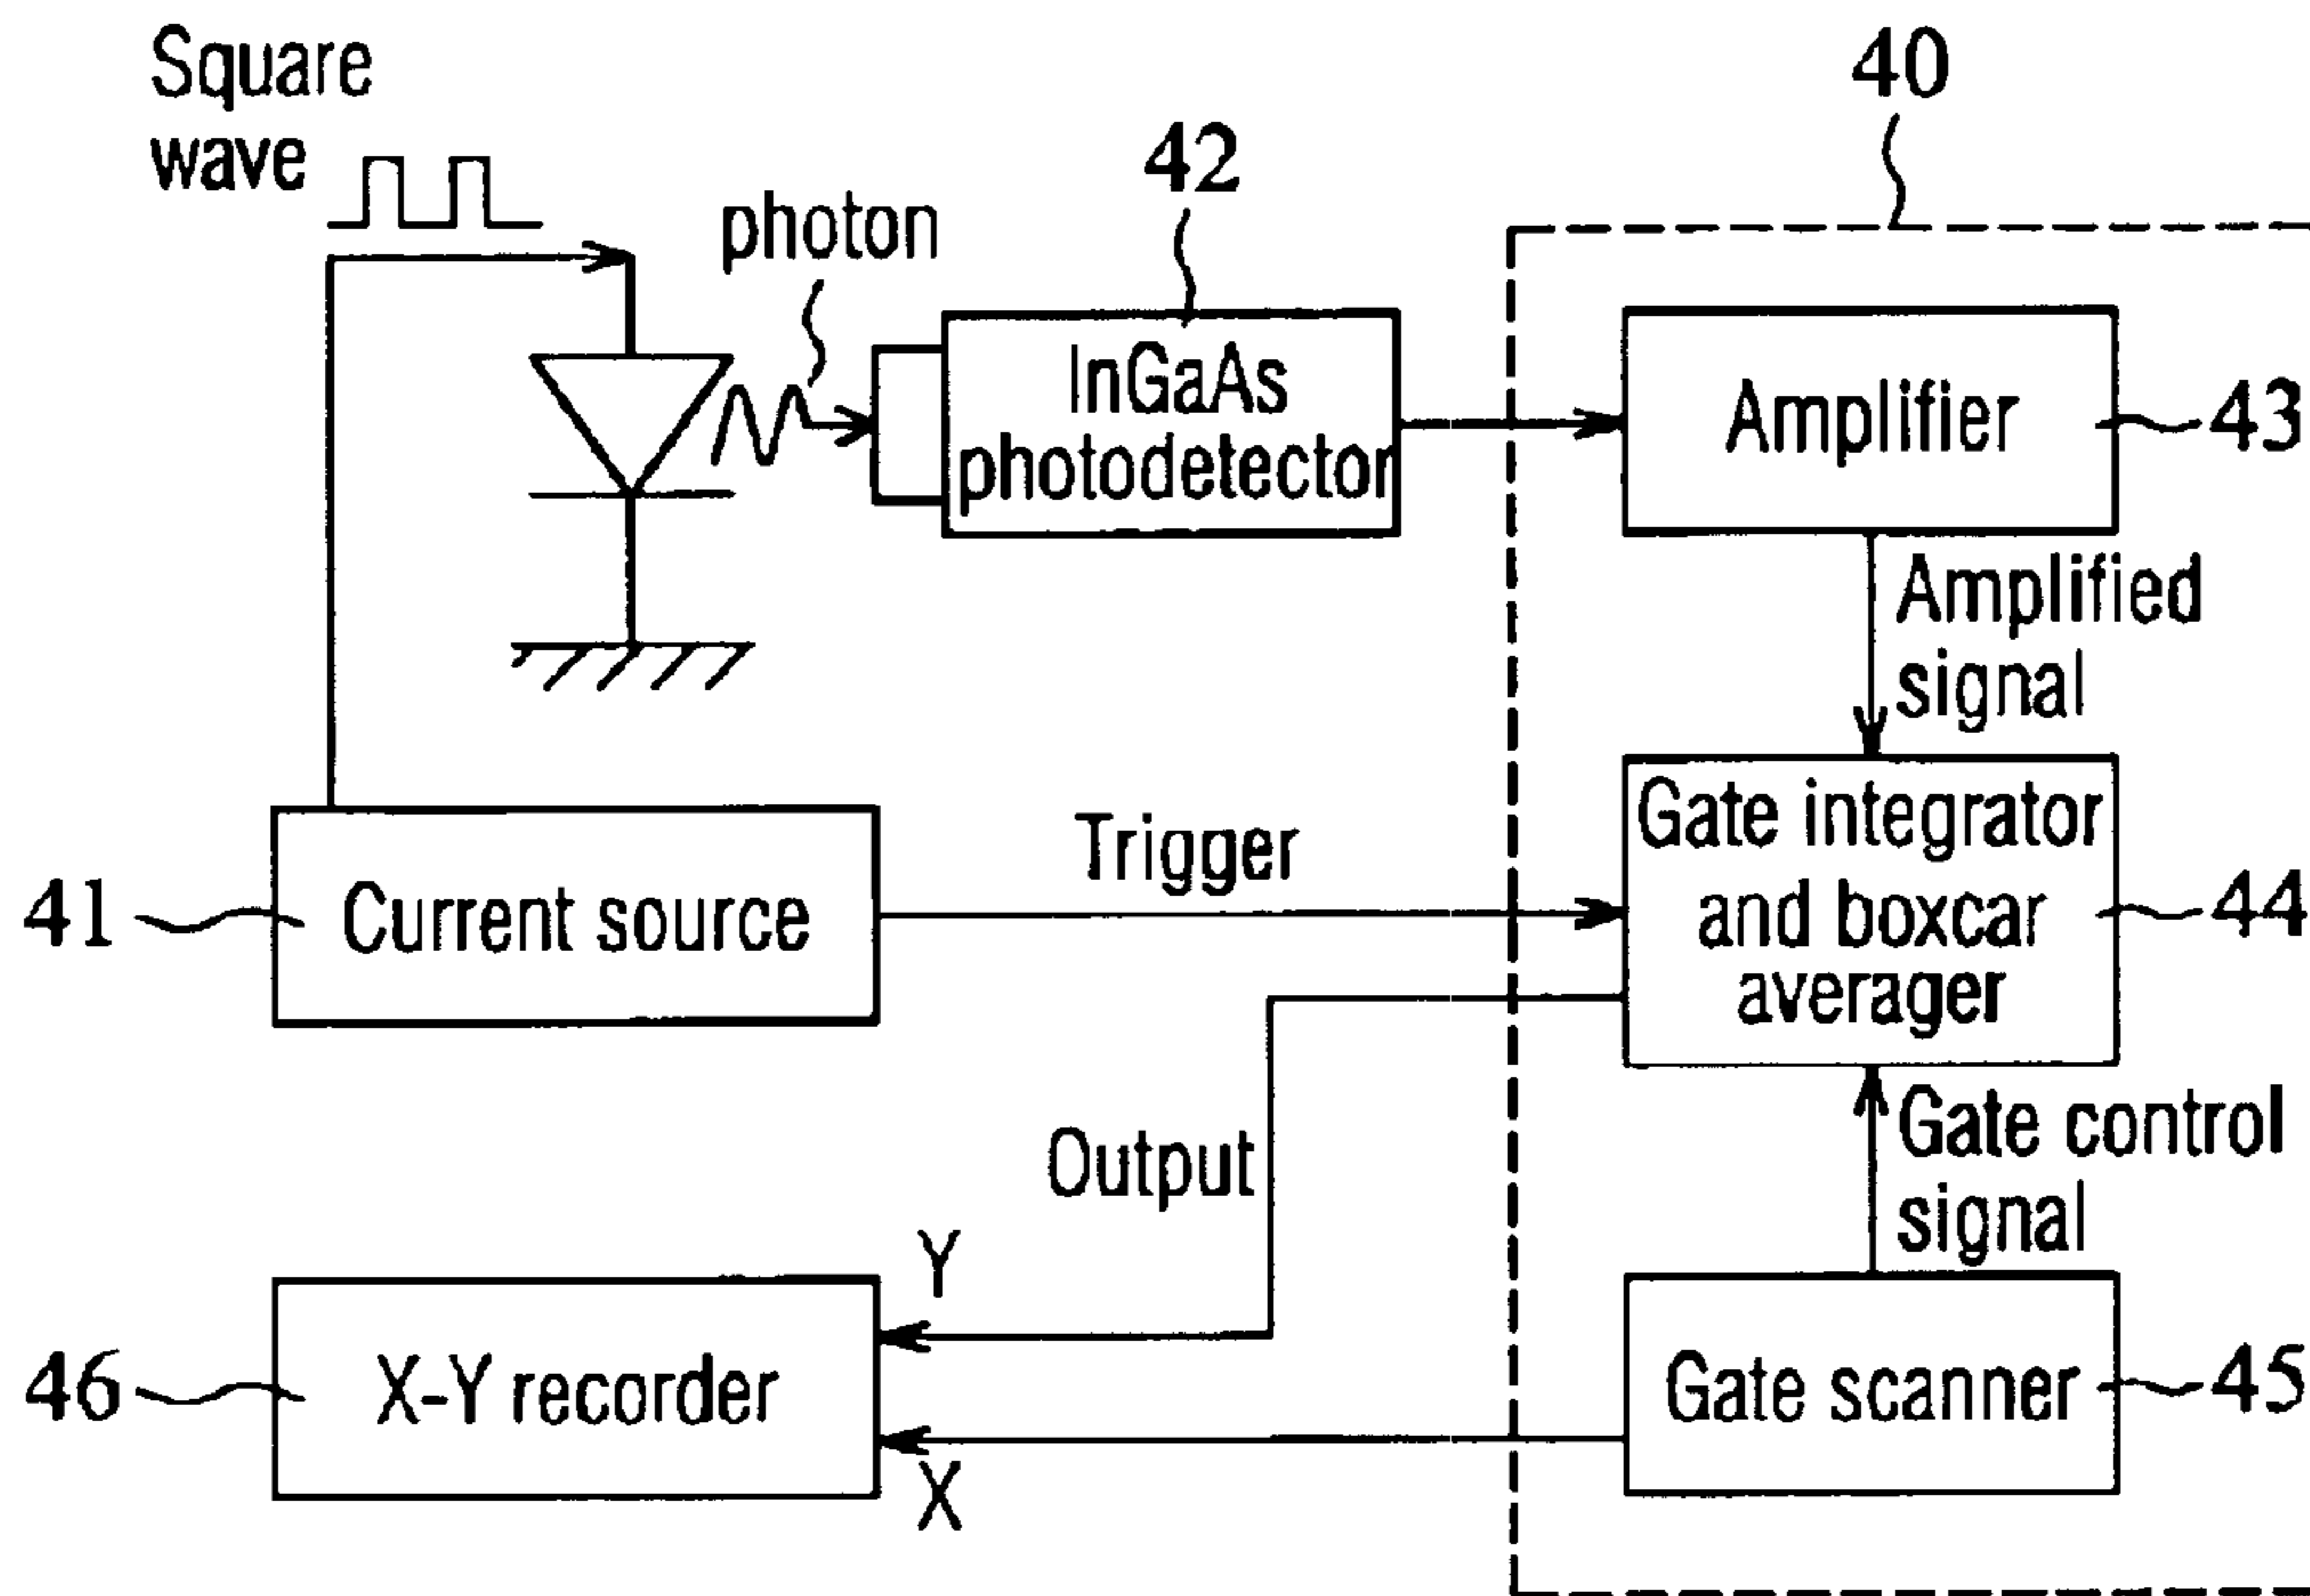 Square
wave
40
42
photon
InGaAs
photodetector
Amplifier
43
Amplified
signal
Gate integrator
and boxcar
averager
44
Trigger
41
Current source
Output
Gate control
signal
Y
46
X-Y recorder
Gate scanner
45
X